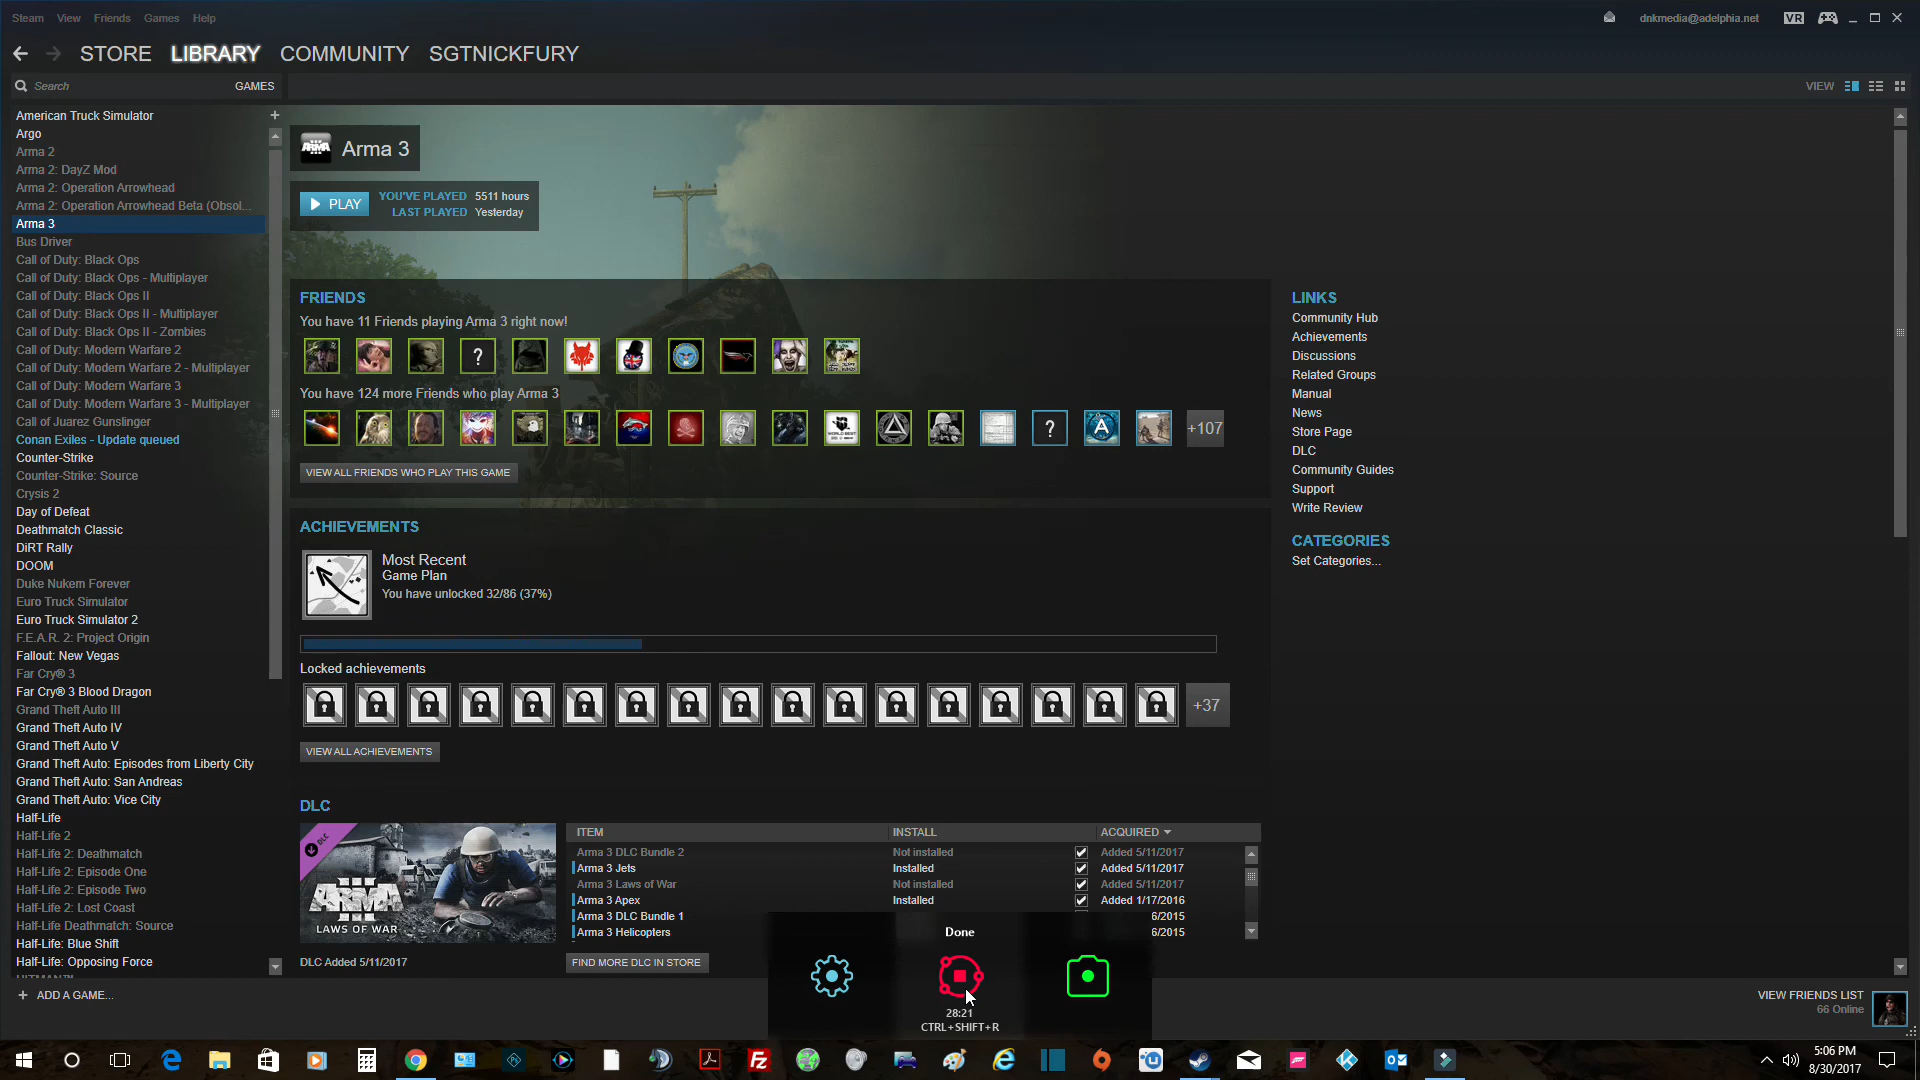 Steam View Friends Games Help
dnkmedia@adelphia.net VR
STORE LIBRARY COMMUNITY SGTNICKFURY
Search GAMES
VIEW
American Truck Simulator
Argo
Arma 2
Arma 2: DayZ Mod
Arma 2: Operation Arrowhead
Arma 2: Operation Arrowhead Beta (Obsol...
Arma 3
Bus Driver
Call of Duty: Black Ops
Call of Duty: Black Ops - Multiplayer
Call of Duty: Black Ops II
Call of Duty: Black Ops II - Multiplayer
Call of Duty: Black Ops II - Zombies
Call of Duty: Modern Warfare 2
Call of Duty: Modern Warfare 2 - Multiplayer
Call of Duty: Modern Warfare 3
Call of Duty: Modern Warfare 3 - Multiplayer
Call of Juarez Gunslinger
Conan Exiles - Update queued
Counter-Strike
Counter-Strike: Source
Crysis 2
Day of Defeat
Deathmatch Classic
DiRT Rally
DOOM
Duke Nukem Forever
Euro Truck Simulator
Euro Truck Simulator 2
F.E.A.R. 2: Project Origin
Fallout: New Vegas
Far Cry® 3
Far Cry® 3 Blood Dragon
Grand Theft Auto III
Grand Theft Auto IV
Grand Theft Auto V
Grand Theft Auto: Episodes from Liberty City
Grand Theft Auto: San Andreas
Grand Theft Auto: Vice City
Half-Life
Half-Life 2
Half-Life 2: Deathmatch
Half-Life 2: Episode One
Half-Life 2: Episode Two
Half-Life 2: Lost Coast
Half-Life Deathmatch: Source
Half-Life: Blue Shift
Half-Life: Opposing Force
HITMAN™
+ ADD A GAME...
ARMA III
Arma 3
PLAY
YOU'VE PLAYED 5511 hours
LAST PLAYED Yesterday
FRIENDS
You have 11 Friends playing Arma 3 right now!
?
You have 124 more Friends who play Arma 3
? A +107
VIEW ALL FRIENDS WHO PLAY THIS GAME
ACHIEVEMENTS
Most Recent
Game Plan
You have unlocked 32/86 (37%)
Locked achievements
+37
VIEW ALL ACHIEVEMENTS
DLC
DLC
ARMA III
LAWS OF WAR
DLC Added 5/11/2017
ITEM INSTALL ACQUIRED
Arma 3 DLC Bundle 2 Not installed Added 5/11/2017
Arma 3 Jets Installed Added 5/11/2017
Arma 3 Laws of War Not installed Added 5/11/2017
Arma 3 Apex Installed Added 1/17/2016
Arma 3 DLC Bundle 1 6/2015
Arma 3 Helicopters 6/2015
FIND MORE DLC IN STORE
LINKS
Community Hub
Achievements
Discussions
Related Groups
Manual
News
Store Page
DLC
Community Guides
Support
Write Review
CATEGORIES
Set Categories...
Done
28:21
CTRL+SHIFT+R
VIEW FRIENDS LIST
66 Online
5:06 PM
8/30/2017